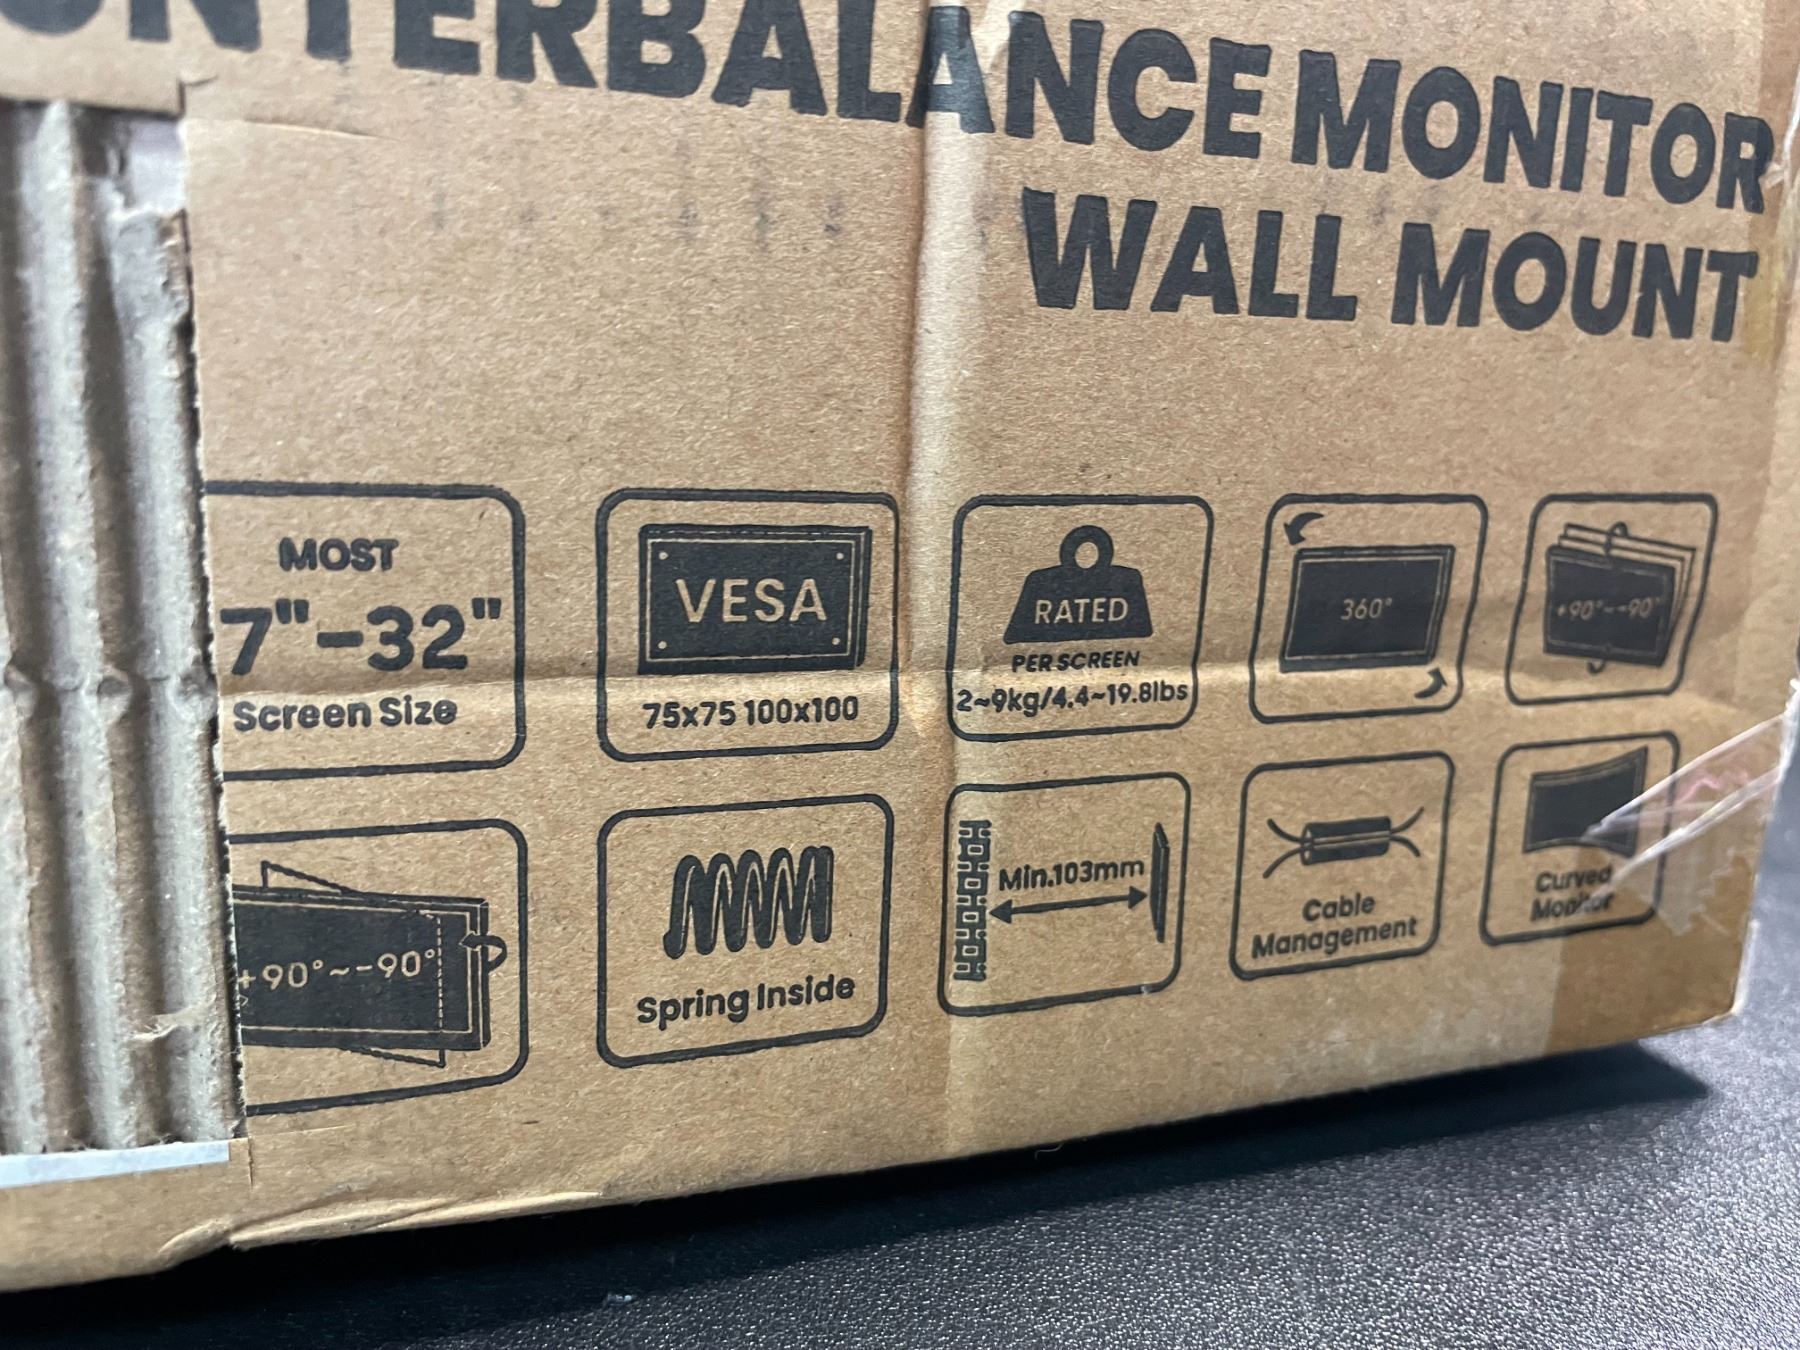 UNTERBALANCE MONITOR
WALL MOUNT
MOST
7"-32"
Screen Size
VESA
75x75 100x100
RATED
PER SCREEN
2~9kg/4.4~19.8lbs
360°
+90°~-90°
+90°~-90°
Spring Inside
Min.103mm
Cable
Management
Curved
Monitor